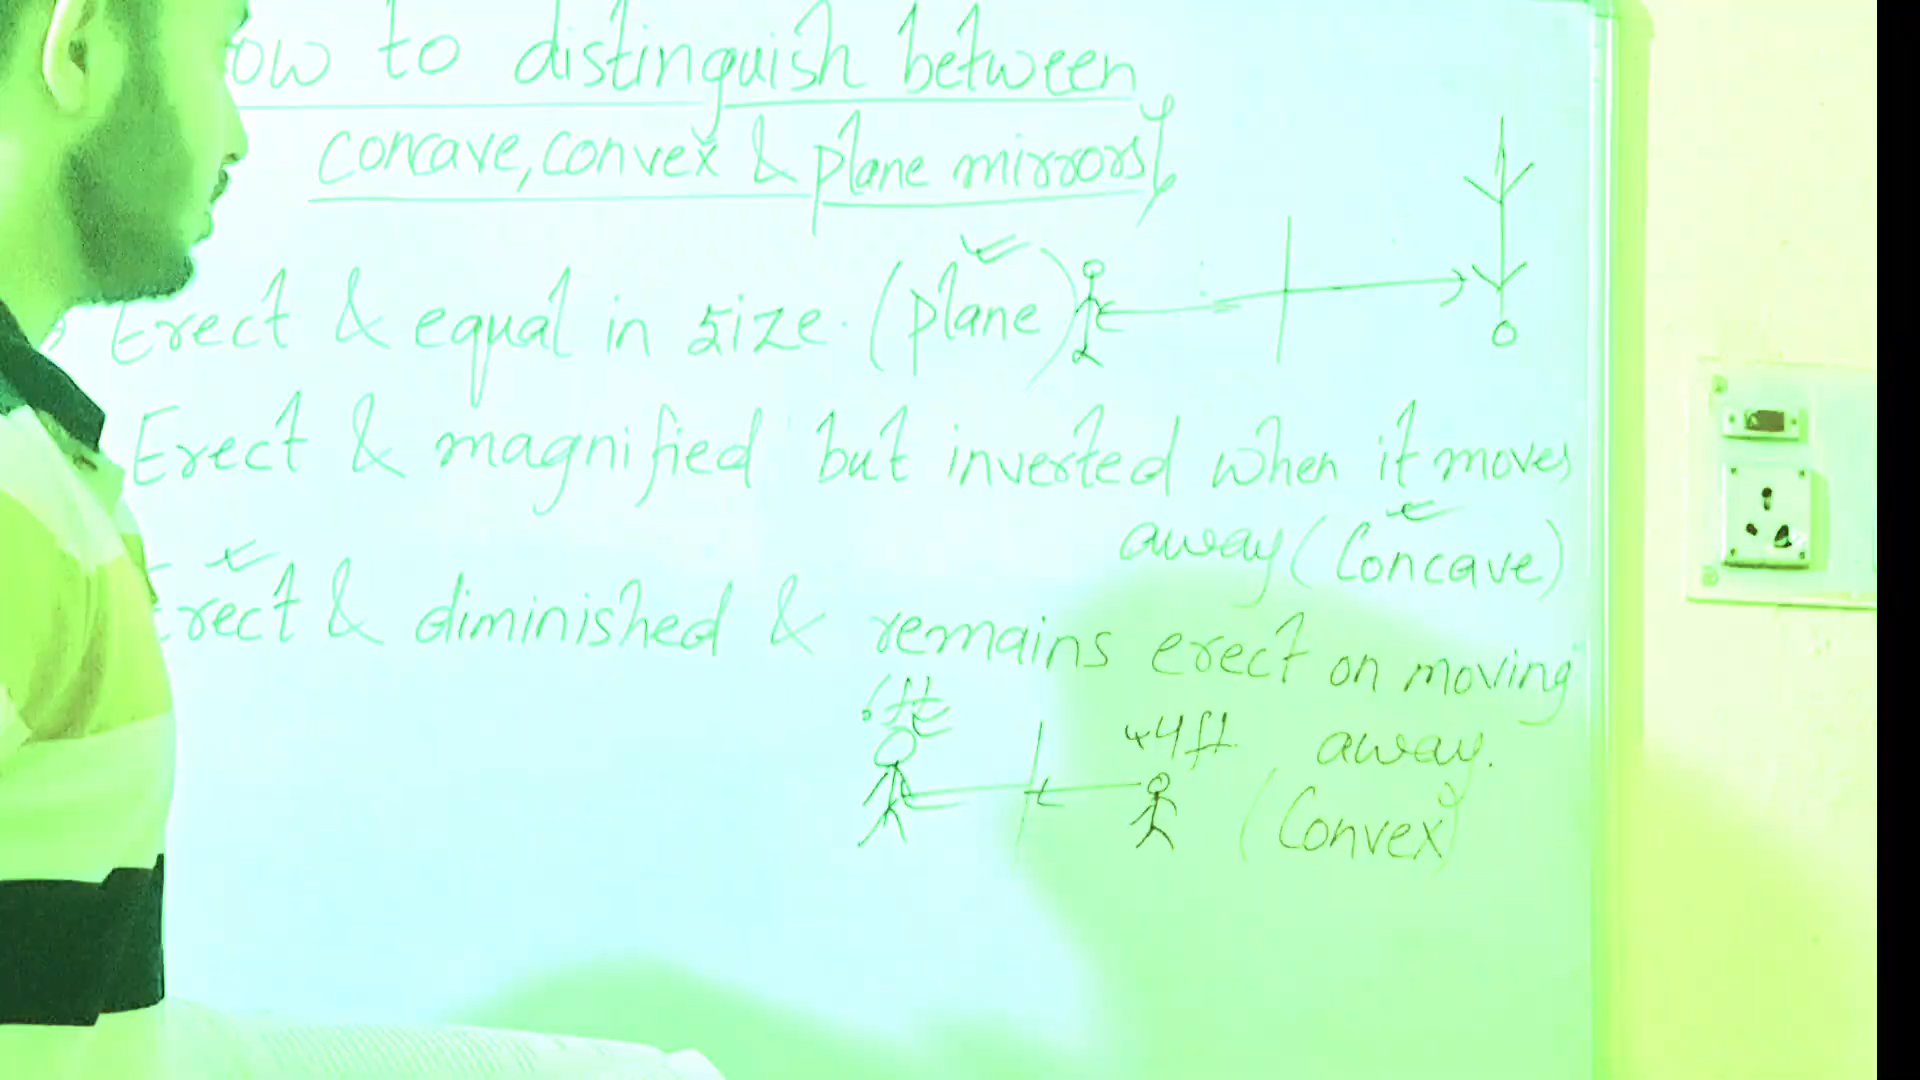 ow to distinguish between
concave, convex & plane mirrors
Erect & equal in size. (plane)
Erect & magnified but inverted when it moves
away (Concave)
Erect & diminished & remains erect on moving
away.
6ft
4ft
(Convex)